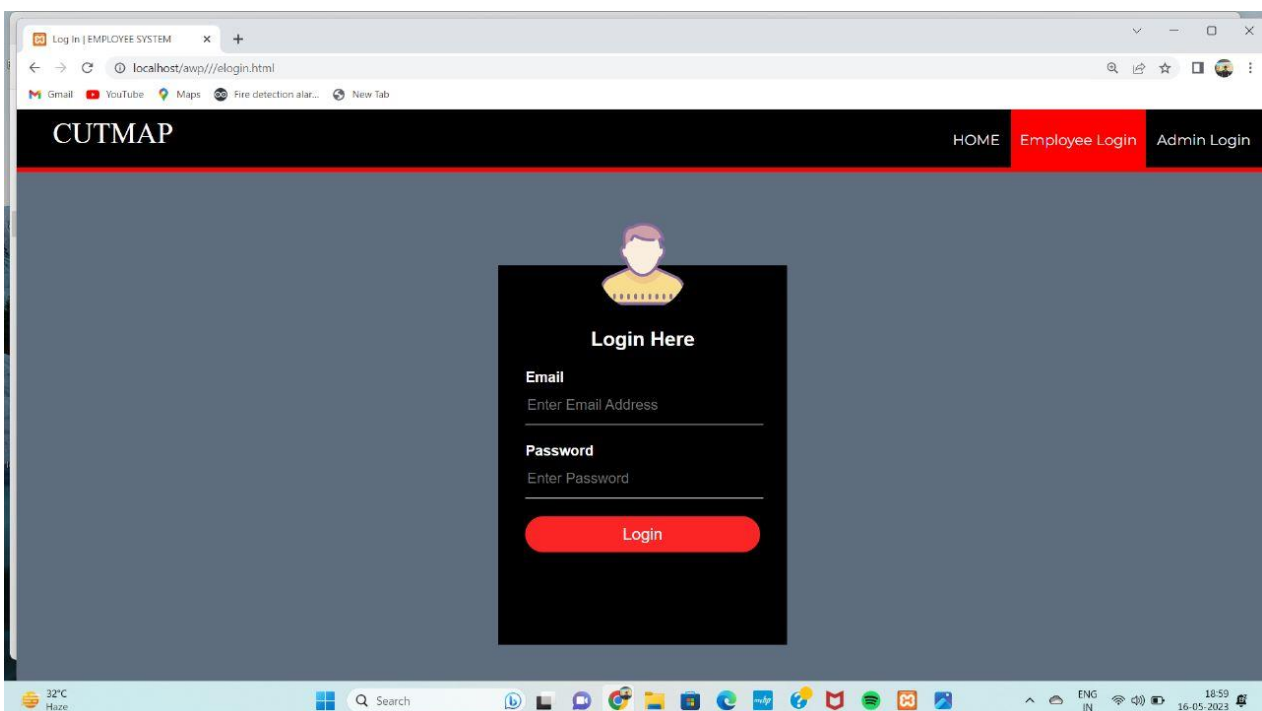 Log In | EMPLOYEE SYSTEM
localhost/awp///elogin.html
Gmail YouTube Maps Fire detection alar... New Tab
CUTMAP
HOME Employee Login Admin Login
Login Here
Email
Enter Email Address
Password
Enter Password
Login
32°C
Haze
Search
ENG
IN
18:59
16-05-2023